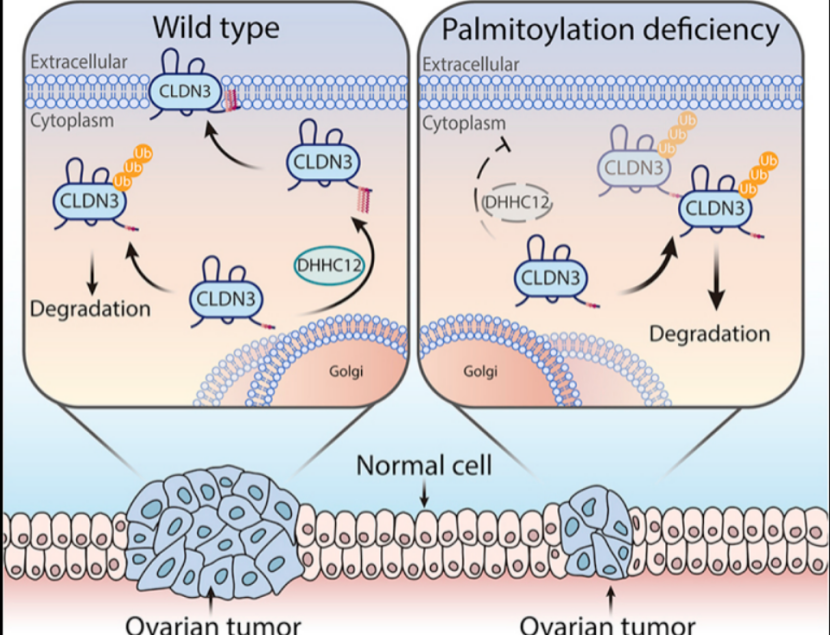 Wild type
Extracellular
CLDN3
Cytoplasm
CLDN3
Ub
Ub
Ub
CLDN3
DHHC12
CLDN3
Degradation
Golgi
Palmitoylation deficiency
Extracellular
Cytoplasm
Ub
Ub
Ub
CLDN3
Ub
Ub
Ub
CLDN3
DHHC12
CLDN3
Degradation
Golgi
Normal cell
Ovarian tumor
Ovarian tumor